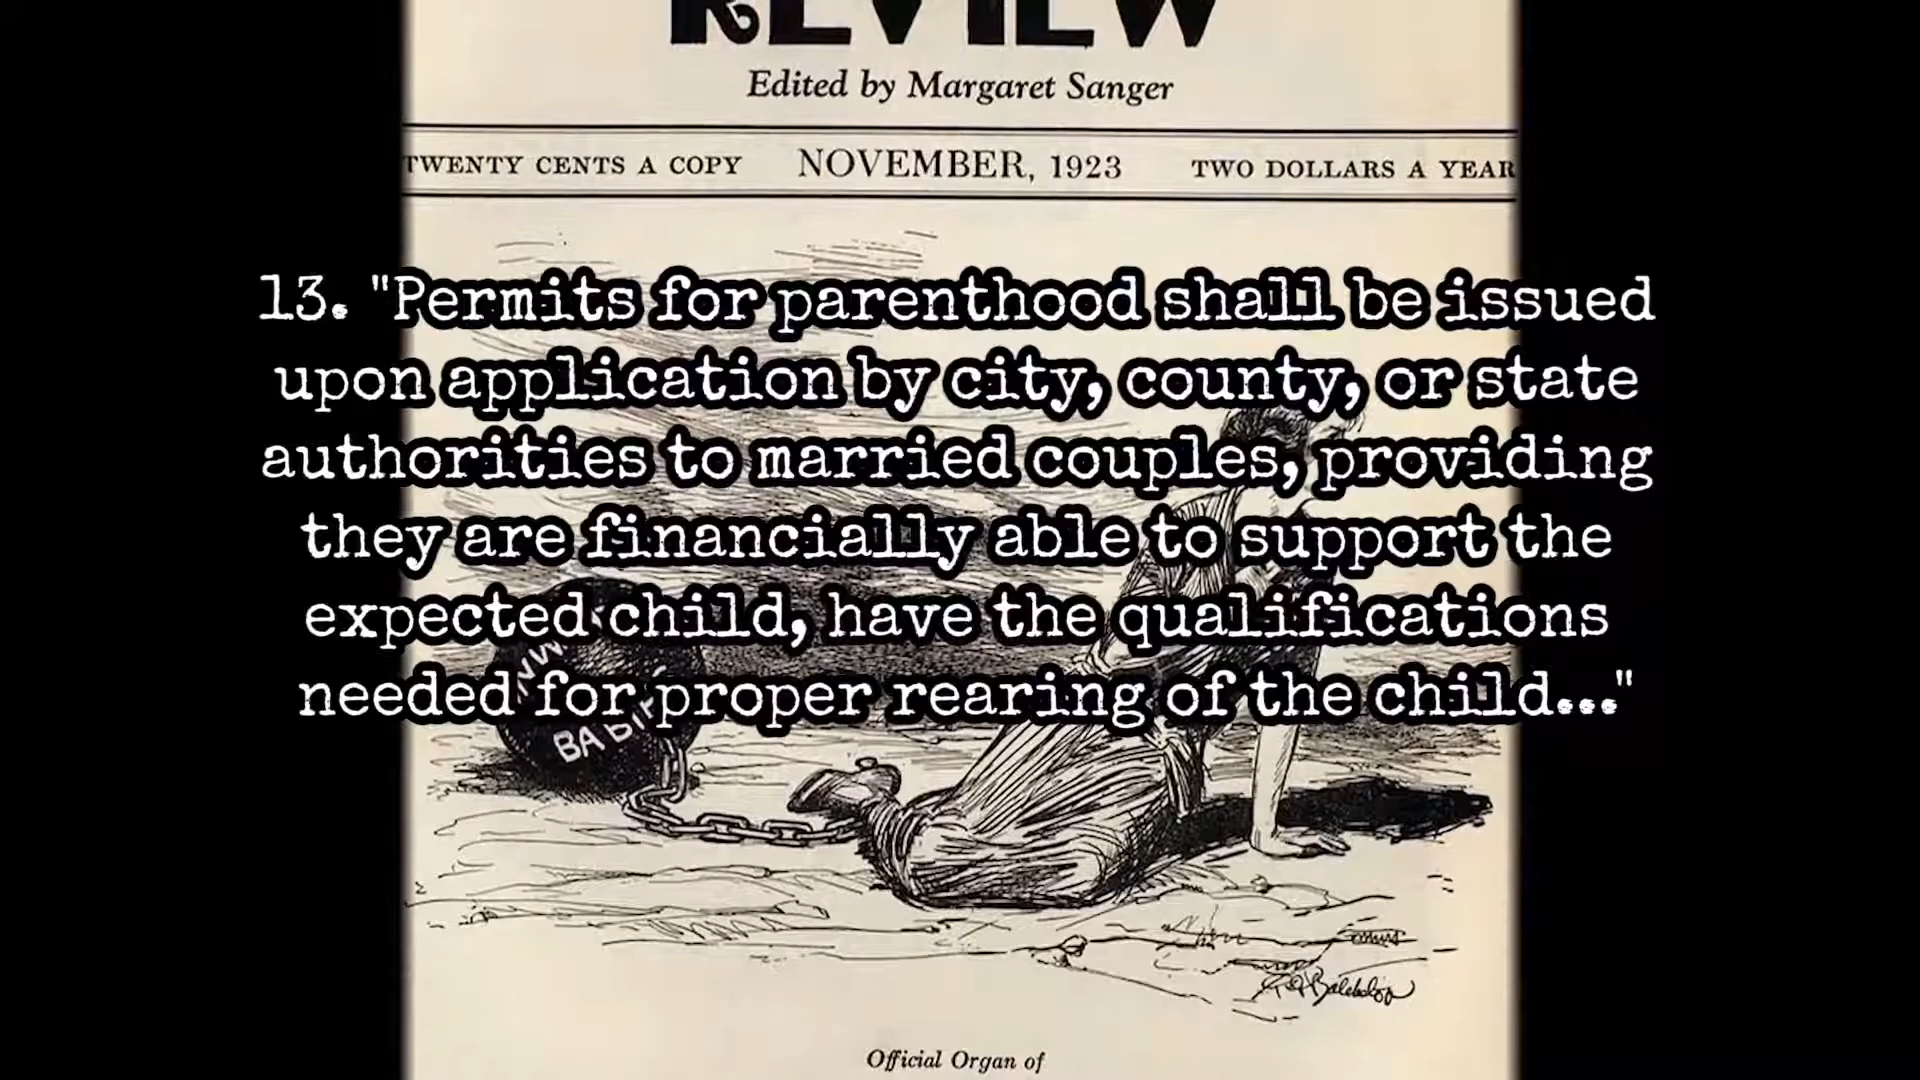 REVIEW
Edited by Margaret Sanger
TWENTY CENTS A COPY NOVEMBER, 1923 TWO DOLLARS A YEAR
13. "Permits for parenthood shall be issued
upon application by city, county, or state
authorities to married couples, providing
they are financially able to support the
expected child, have the qualifications
needed for proper rearing of the child..."
Official Organ of